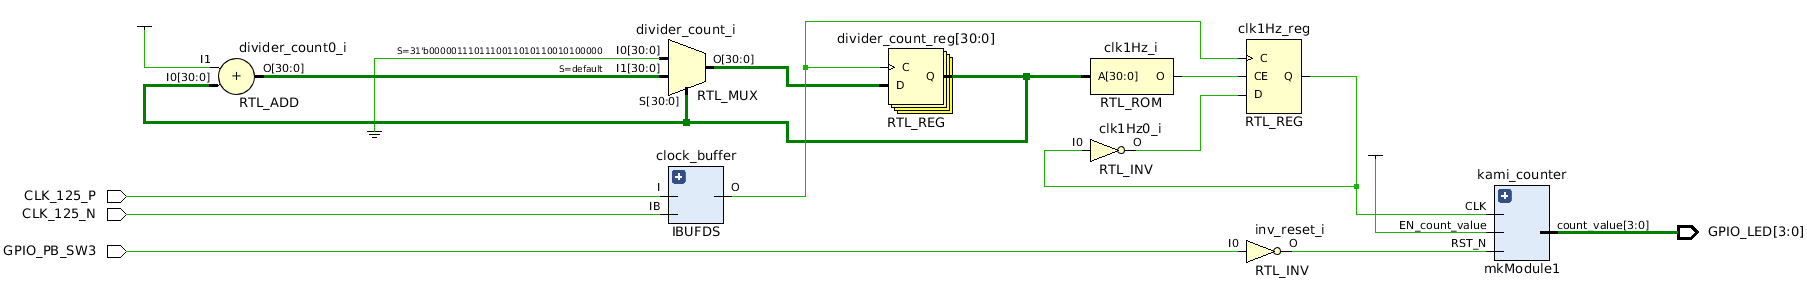 divider_count0_i
I1
I0[30:0]
+
O[30:0]
RTL_ADD
divider_count_i
S=31'b0000011101110011010110010100000
I0[30:0]
S=default
I1[30:0]
O[30:0]
S[30:0]
RTL_MUX
divider_count_reg[30:0]
C
D
Q
RTL_REG
clk1Hz_i
A[30:0]
O
RTL_ROM
clk1Hz_reg
C
CE
D
Q
RTL_REG
clk1Hz0_i
I0
O
RTL_INV
clock_buffer
I
IB
O
IBUFDS
CLK_125_P
CLK_125_N
GPIO_PB_SW3
inv_reset_i
I0
O
RTL_INV
kami_counter
CLK
EN_count_value
RST_N
count_value[3:0]
mkModule1
GPIO_LED[3:0]